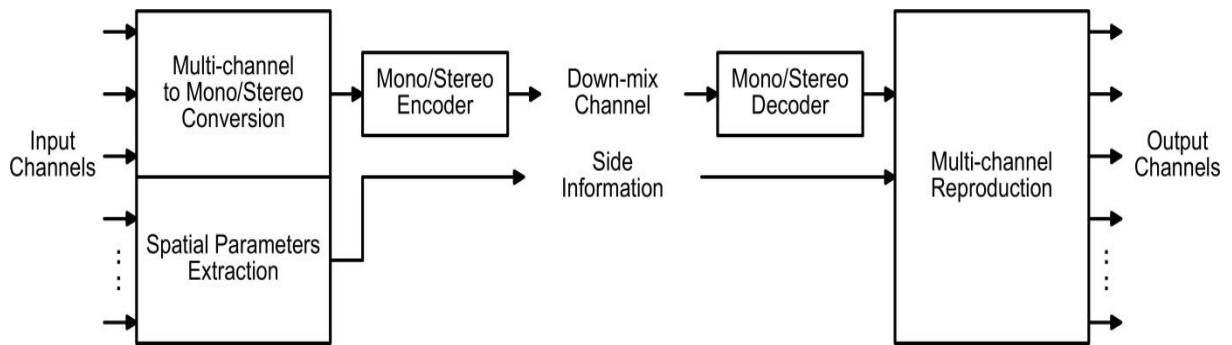 Input
Channels
Multi-channel
to Mono/Stereo
Conversion
Spatial Parameters
Extraction
Mono/Stereo
Encoder
Down-mix
Channel
Side
Information
Mono/Stereo
Decoder
Multi-channel
Reproduction
Output
Channels